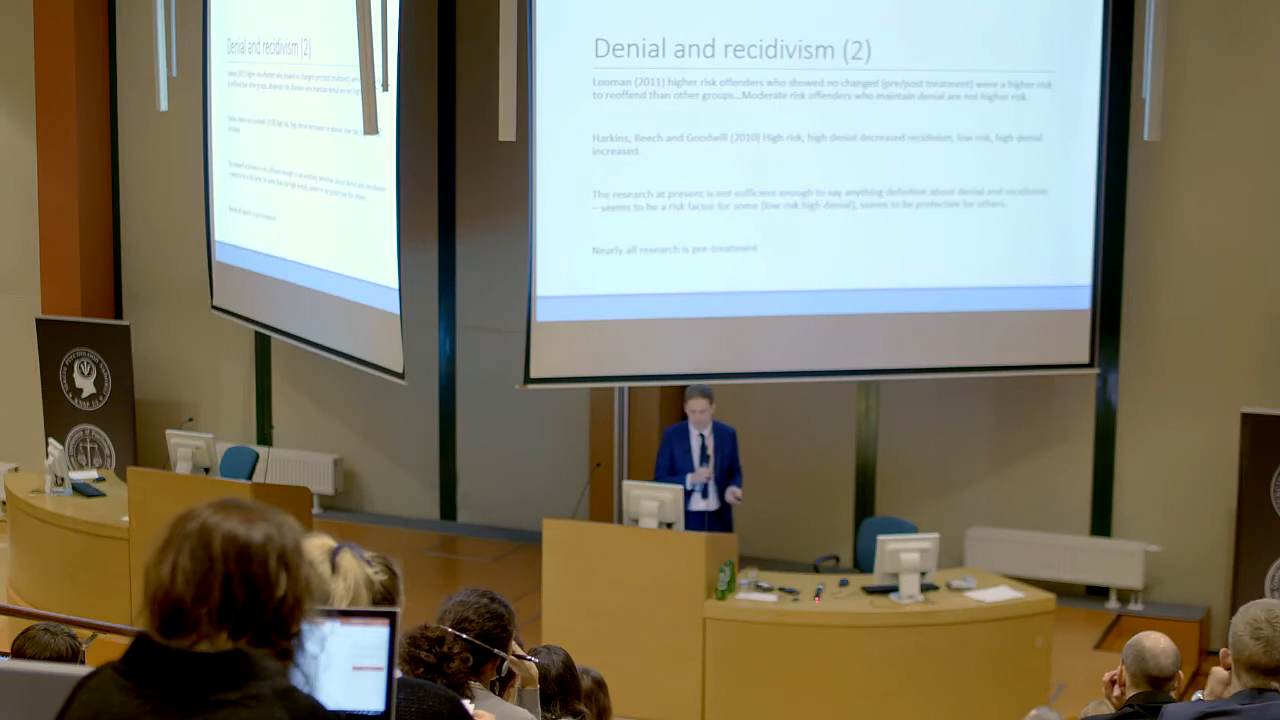 Denial and recidivism (2)
Denial and recidivism (2)
Looman (2011) higher risk offenders who showed no changed (pre/post treatment) were a higher risk
to reoffend than other groups...Moderate risk offenders who maintain denial are not higher risk.
Harkins, Beech and Goodwill (2010) High risk, high denial decreased recidivism, low risk, high denial
increased.
The research at present is not sufficient enough to say anything definitive about denial and recidivism
– seems to be a risk factor for some (low risk high denial), seems to be protective for others.
Nearly all research is pre-treatment